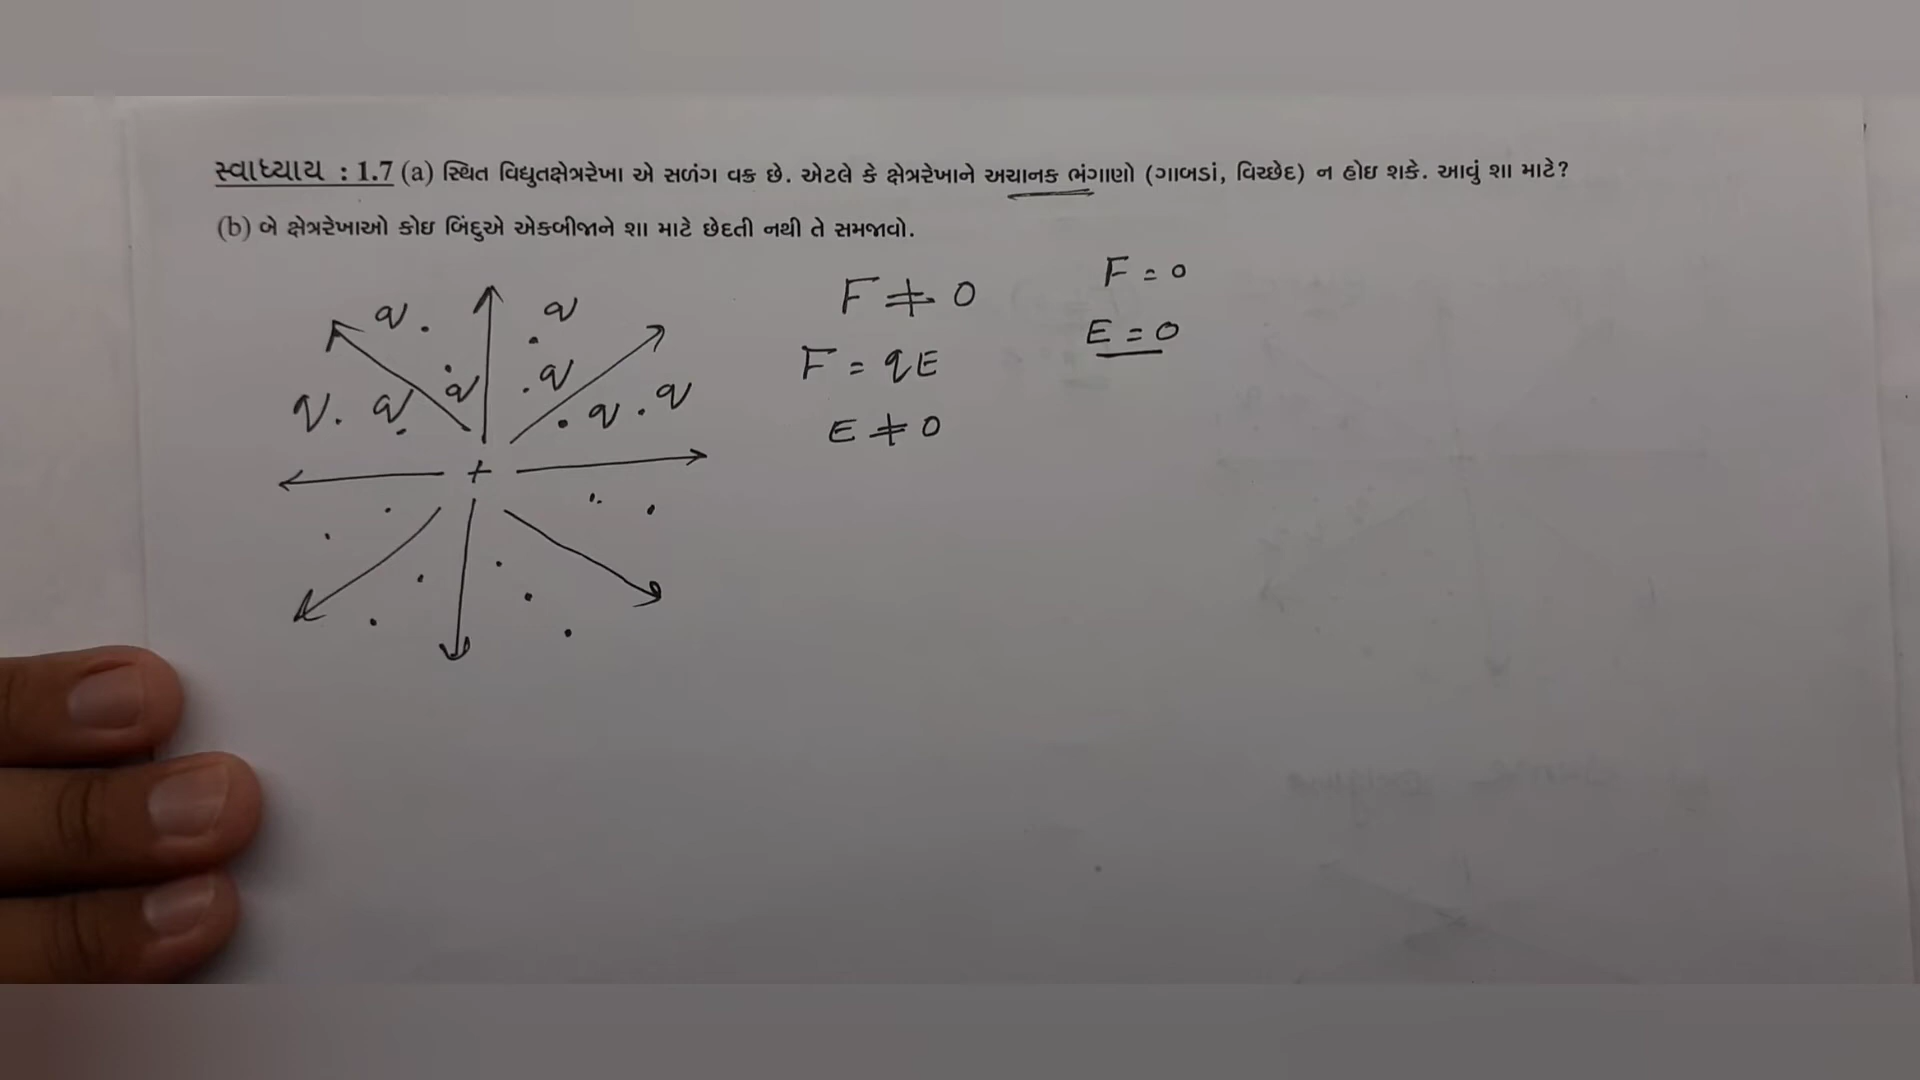 સ્વાધ્યાય : 1.7 (a) સ્થિત વિદ્યુતક્ષેત્રરેખા એ સળંગ વક્ર છે. એટલે કે ક્ષેત્રરેખાને અચાનક ભંગાણો (ગાબડાં, વિચ્છેદ) ન હોઇ શકે. આવું શા માટે?
(b) બે ક્ષેત્રરેખાઓ કોઇ બિંદુએ એકબીજાને શા માટે છેદતી નથી તે સમજાવો.
q q
q q
q q q q
+
F ≠ 0
F = qE
E ≠ 0
F = 0
E = 0